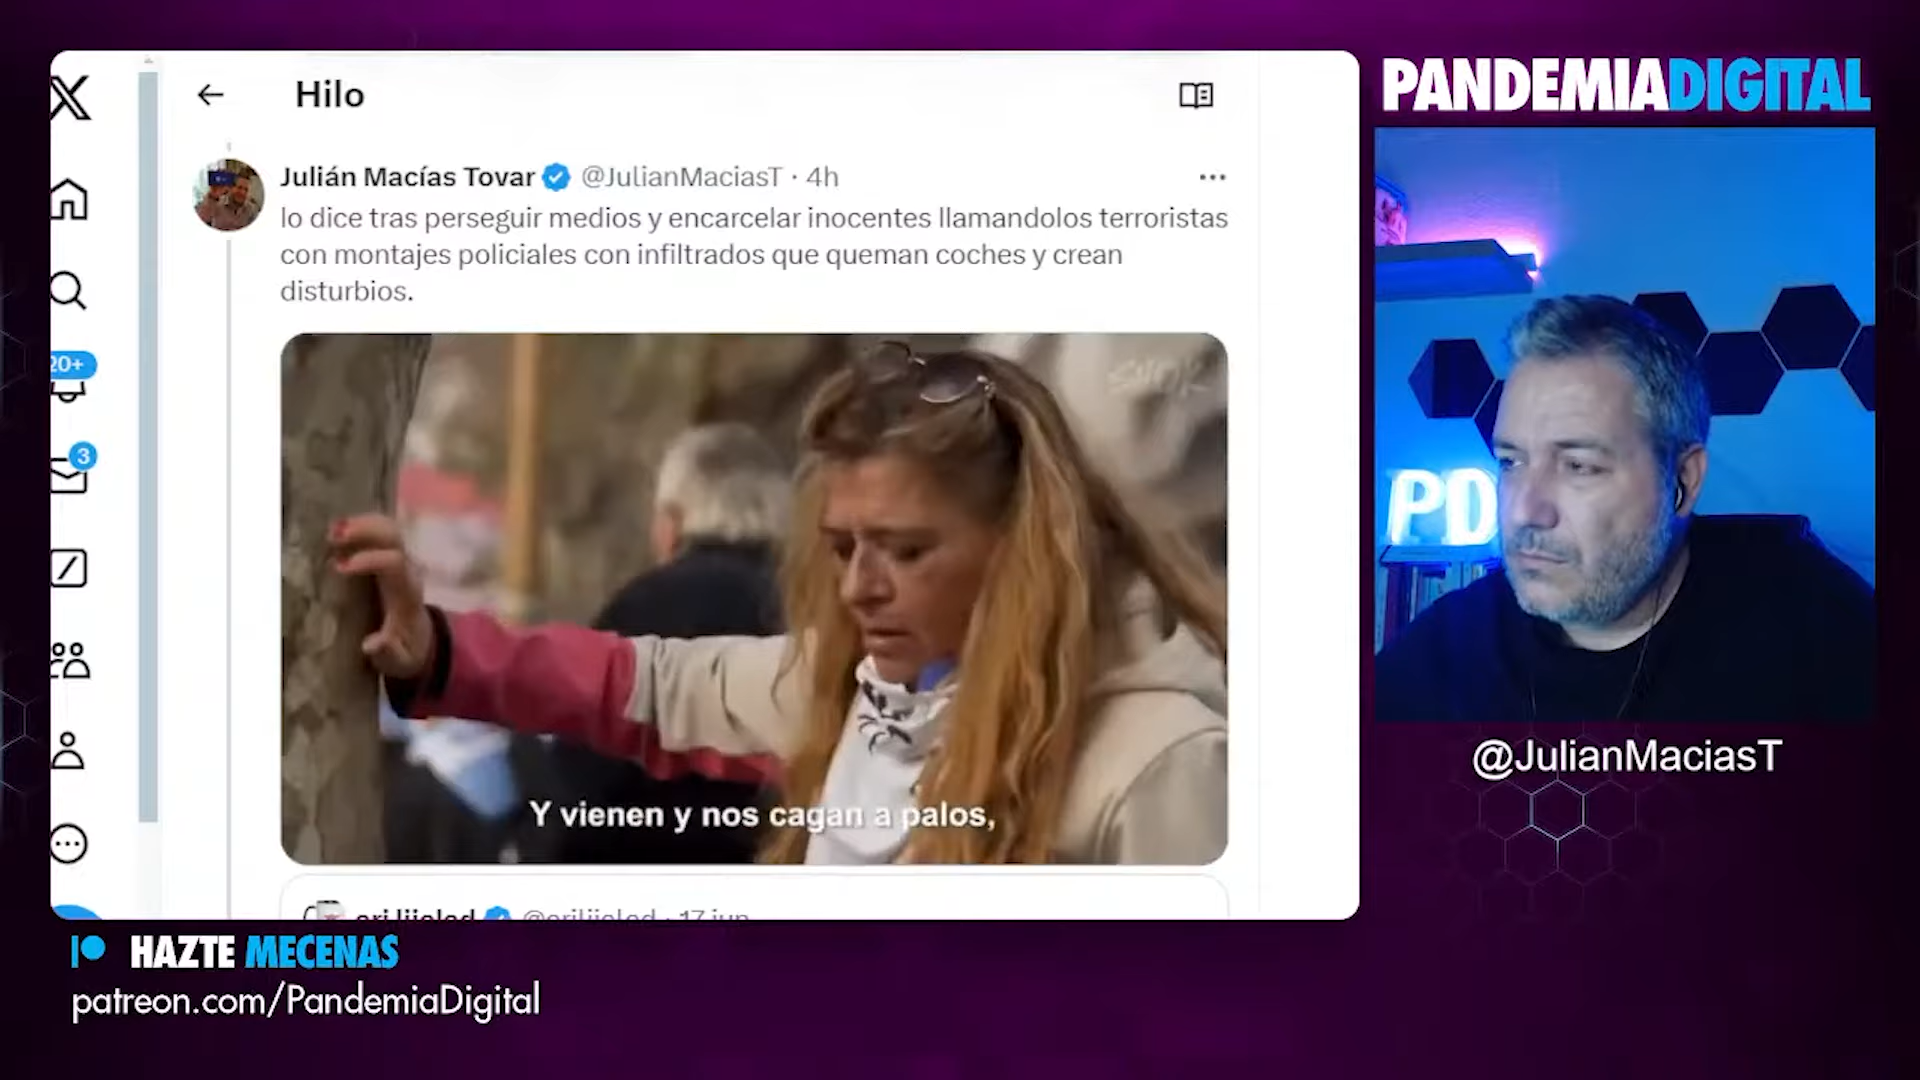 PANDEMIADIGITAL
Hilo
Julián Macías Tovar @JulianMaciasT · 4h
lo dice tras perseguir medios y encarcelar inocentes llamandolos terroristas
con montajes policiales con infiltrados que queman coches y crean
disturbios.
20+
3
PD
Y vienen y nos cagan a palos,
@JulianMaciasT
17 jun
HAZTE MECENAS
patreon.com/PandemiaDigital